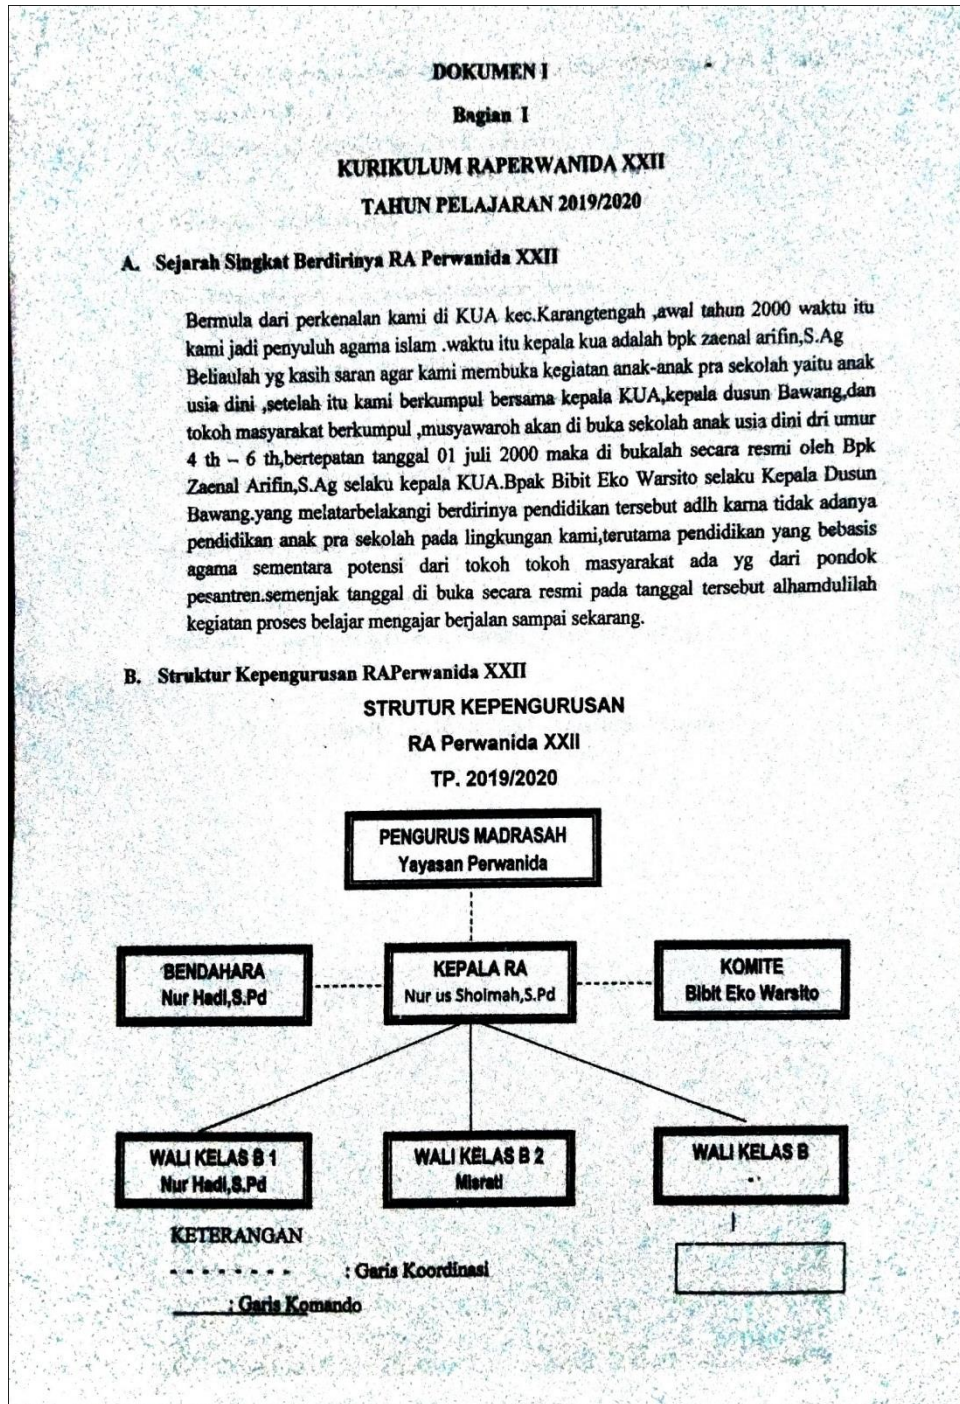 DOKUMEN I
Bagian I
KURIKULUM RAPERWANIDA XXII
TAHUN PELAJARAN 2019/2020
A. Sejarah Singkat Berdirinya RA Perwanida XXII
Bermula dari perkenalan kami di KUA kec.Karangtengah ,awal tahun 2000 waktu itu
kami jadi penyuluh agama islam .waktu itu kepala kua adalah bpk zaenal arifin,S.Ag
Beliaulah yg kasih saran agar kami membuka kegiatan anak-anak pra sekolah yaitu anak
usia dini ,setelah itu kami berkumpul bersama kepala KUA,kepala dusun Bawang,dan
tokoh masyarakat berkumpul ,musyawaroh akan di buka sekolah anak usia dini dri umur
4 th – 6 th,bertepatan tanggal 01 juli 2000 maka di bukalah secara resmi oleh Bpk
Zaenal Arifin,S.Ag selaku kepala KUA.Bpak Bibit Eko Warsito selaku Kepala Dusun
Bawang.yang melatarbelakangi berdirinya pendidikan tersebut adlh karna tidak adanya
pendidikan anak pra sekolah pada lingkungan kami,terutama pendidikan yang bebasis
agama sementara potensi dari tokoh tokoh masyarakat ada yg dari pondok
pesantren.semenjak tanggal di buka secara resmi pada tanggal tersebut alhamdulilah
kegiatan proses belajar mengajar berjalan sampai sekarang.
B. Struktur Kepengurusan RAPerwanida XXII
STRUTUR KEPENGURUSAN
RA Perwanida XXII
TP. 2019/2020
PENGURUS MADRASAH
Yayasan Perwanida
BENDAHARA
Nur Hadi,S.Pd
KEPALA RA
Nur us Sholmah,S.Pd
KOMITE
Bibit Eko Warsito
WALI KELAS B 1
Nur Hadi,S.Pd
WALI KELAS B 2
Misrati
WALI KELAS B
KETERANGAN
: Garis Koordinasi
: Garis Komando